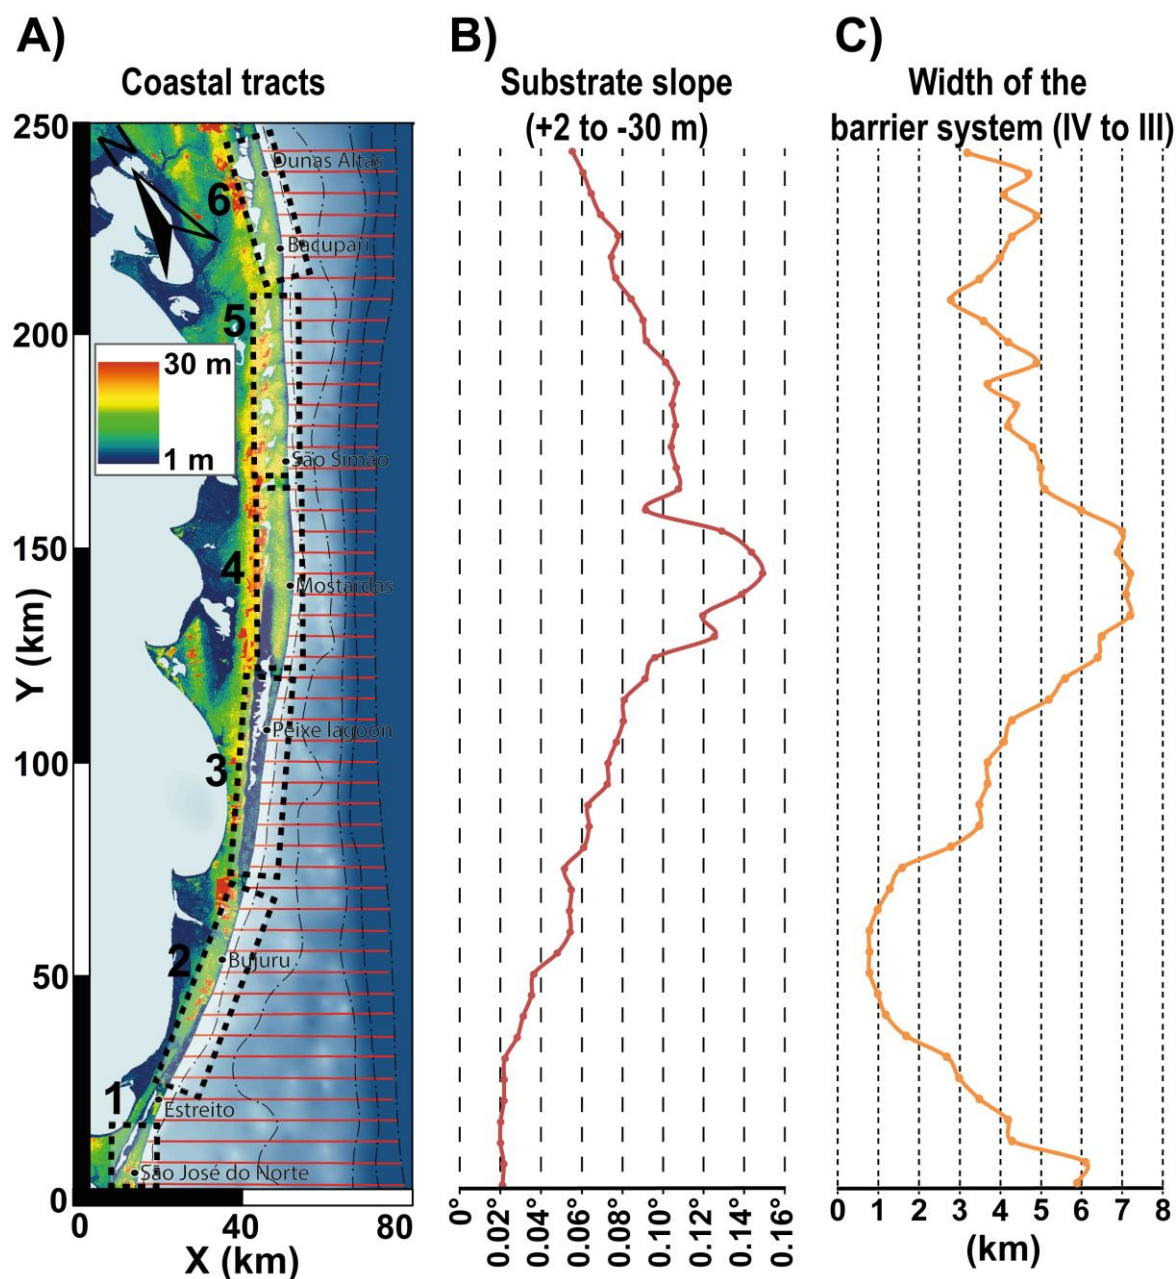 A)
B)
C)
Coastal tracts
Substrate slope
(+2 to -30 m)
Width of the
barrier system (IV to III)
250
200
150
100
50
0
Y (km)
N
30 m
1 m
6
5
4
3
2
1
Dunas Altas
Bacupari
São Simão
Mostardas
Peixe lagoon
Bujuru
Estreito
São José do Norte
0 40 80
X (km)
0° 0.02° 0.04° 0.06° 0.08° 0.10° 0.12° 0.14° 0.16°
0 1 2 3 4 5 6 7 8
(km)